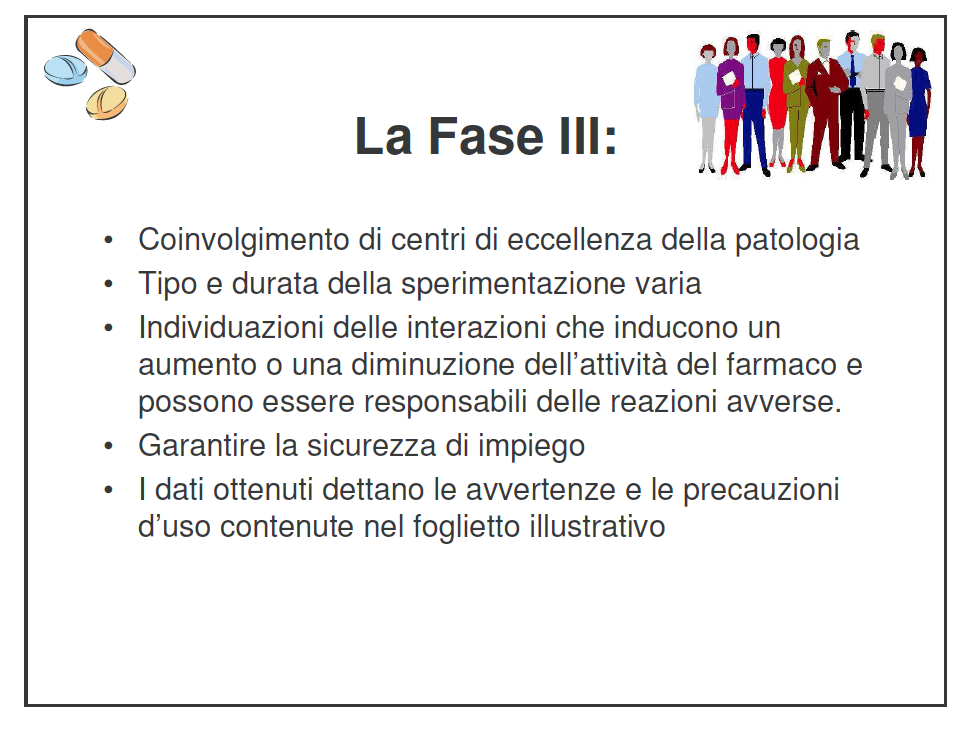 La Fase III:
• Coinvolgimento di centri di eccellenza della patologia
• Tipo e durata della sperimentazione varia
• Individuazioni delle interazioni che inducono un
aumento o una diminuzione dell'attività del farmaco e
possono essere responsabili delle reazioni avverse.
• Garantire la sicurezza di impiego
• I dati ottenuti dettano le avvertenze e le precauzioni
d'uso contenute nel foglietto illustrativo